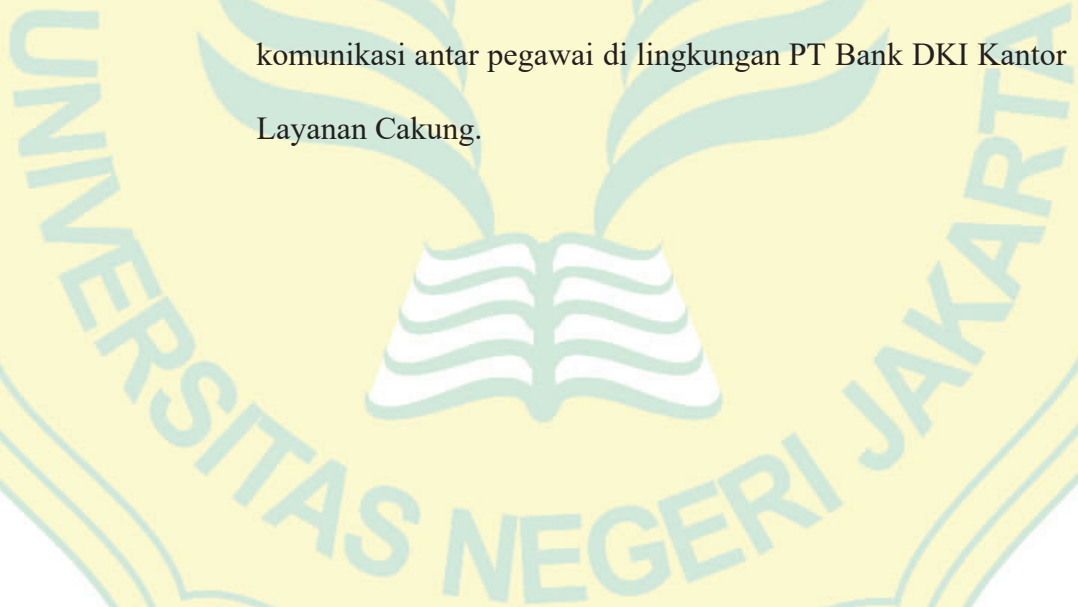 komunikasi antar pegawai di lingkungan PT Bank DKI Kantor
Layanan Cakung.
UNIVERSITAS NEGERI JAKARTA